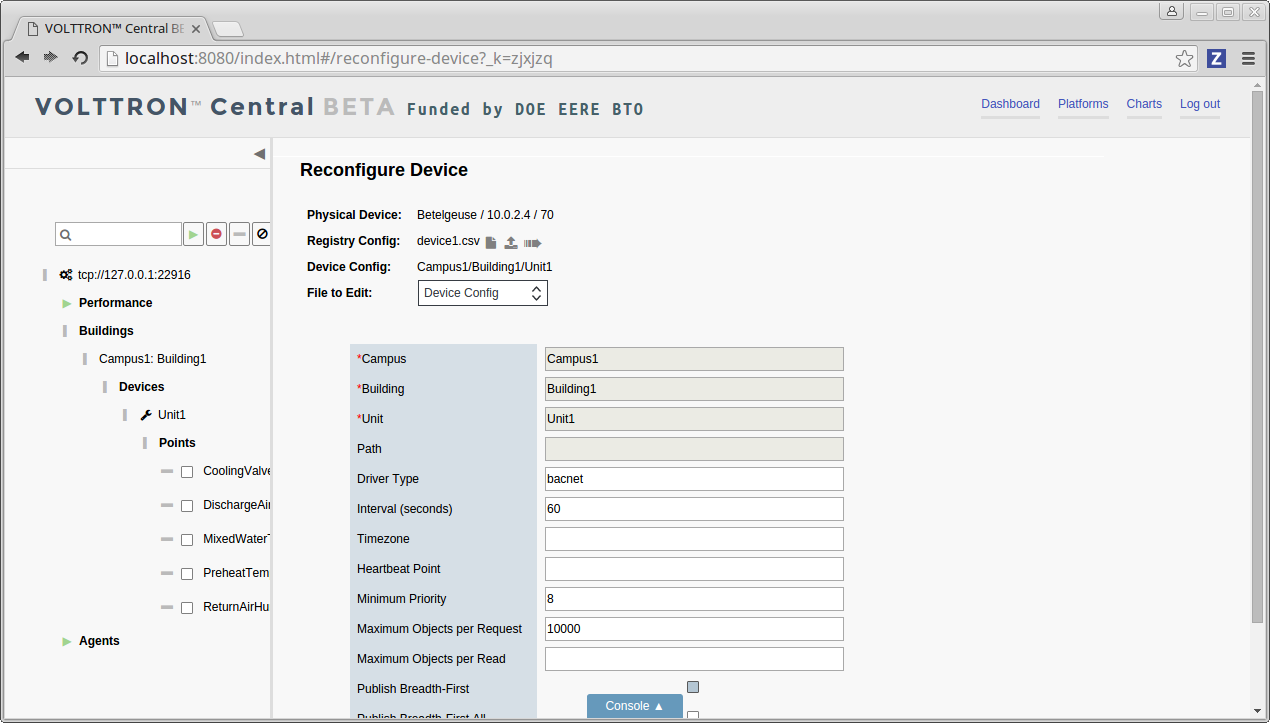 VOLTTRON™ Central BE
localhost:8080/index.html#/reconfigure-device?_k=zjxjzq
Z
VOLTTRON™ Central BETA Funded by DOE EERE BTO
Dashboard Platforms Charts Log out
Reconfigure Device
Physical Device: Betelgeuse / 10.0.2.4 / 70
Registry Config: device1.csv
Device Config: Campus1/Building1/Unit1
File to Edit: Device Config
tcp://127.0.0.1:22916
Performance
Buildings
Campus1: Building1
Devices
Unit1
Points
CoolingValve
DischargeAir
MixedWaterT
PreheatTem
ReturnAirHu
Agents
*Campus Campus1
*Building Building1
*Unit Unit1
Path
Driver Type bacnet
Interval (seconds) 60
Timezone
Heartbeat Point
Minimum Priority 8
Maximum Objects per Request 10000
Maximum Objects per Read
Publish Breadth-First
Publish Breadth-First All
Console ▲